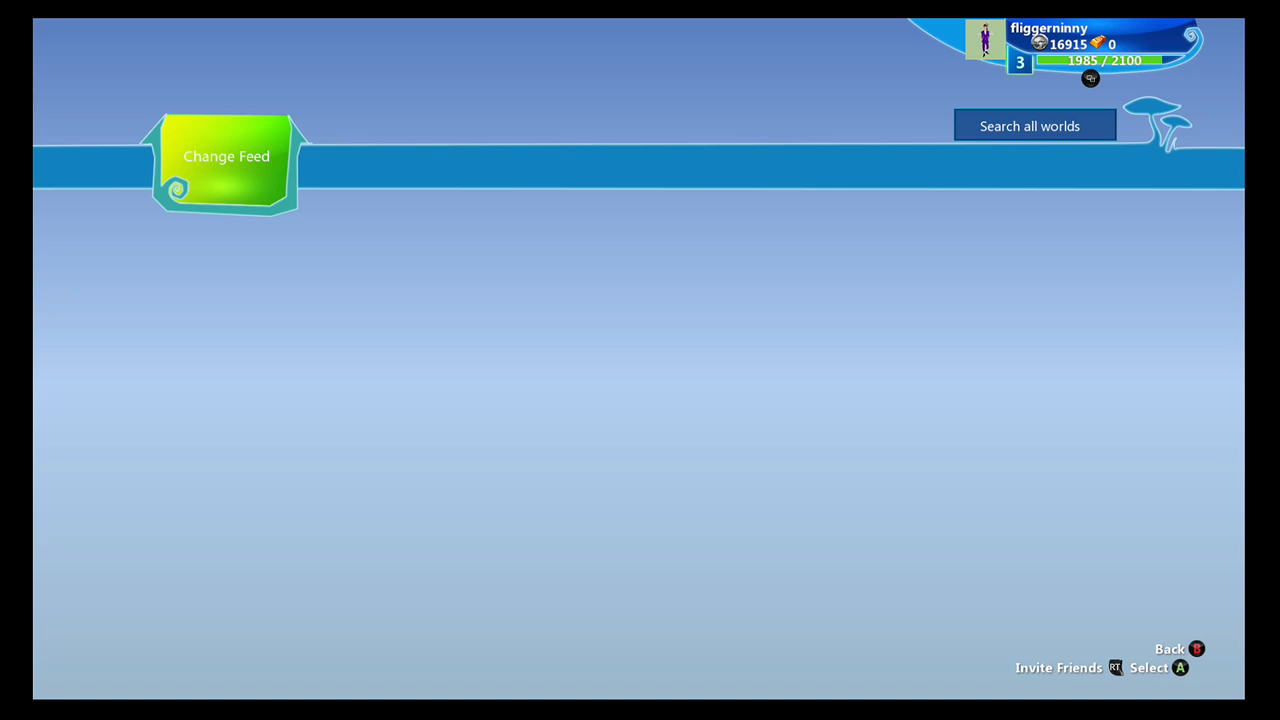 fliggerninny
16915 0
3 1985 / 2100
Search all worlds
Change Feed
Back B
Invite Friends RT Select A